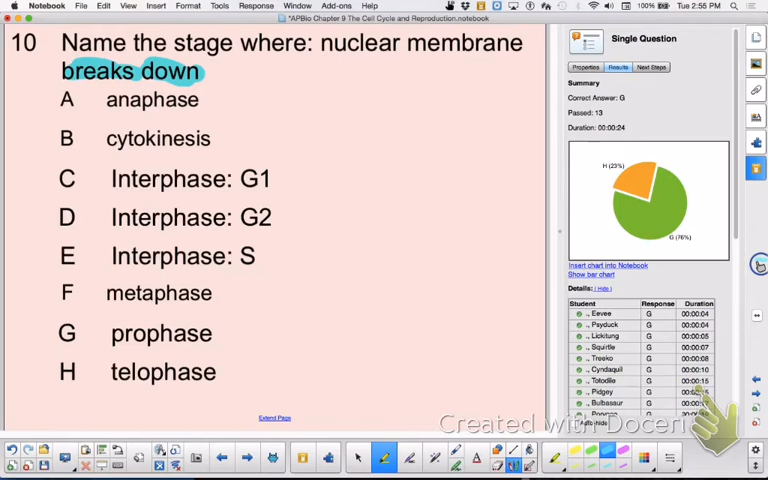 Notebook File Edit View Insert Format Tools Response Window Add-ons Help 100% Tue 2:55 PM
*APBio Chapter 9 The Cell Cycle and Reproduction.notebook
10 Name the stage where: nuclear membrane
breaks down
A anaphase
B cytokinesis
C Interphase: G1
D Interphase: G2
E Interphase: S
F metaphase
G prophase
H telophase
Extend Page
Single Question
Properties Results Next Steps
Summary
Correct Answer: G
Passed: 13
Duration: 00:00:24
H (23%)
G (76%)
Insert chart into Notebook
Show bar chart
Details: ( Hide )
Student Response Duration
., Eevee G 00:00:04
., Psyduck G 00:00:04
., Lickitung G 00:00:05
., Squirtle G 00:00:07
., Treeko G 00:00:08
., Cyndaquil G 00:00:10
., Totodile G 00:00:15
., Pidgey G
., Bulbasaur G
Auto-hide
Created with Doceri